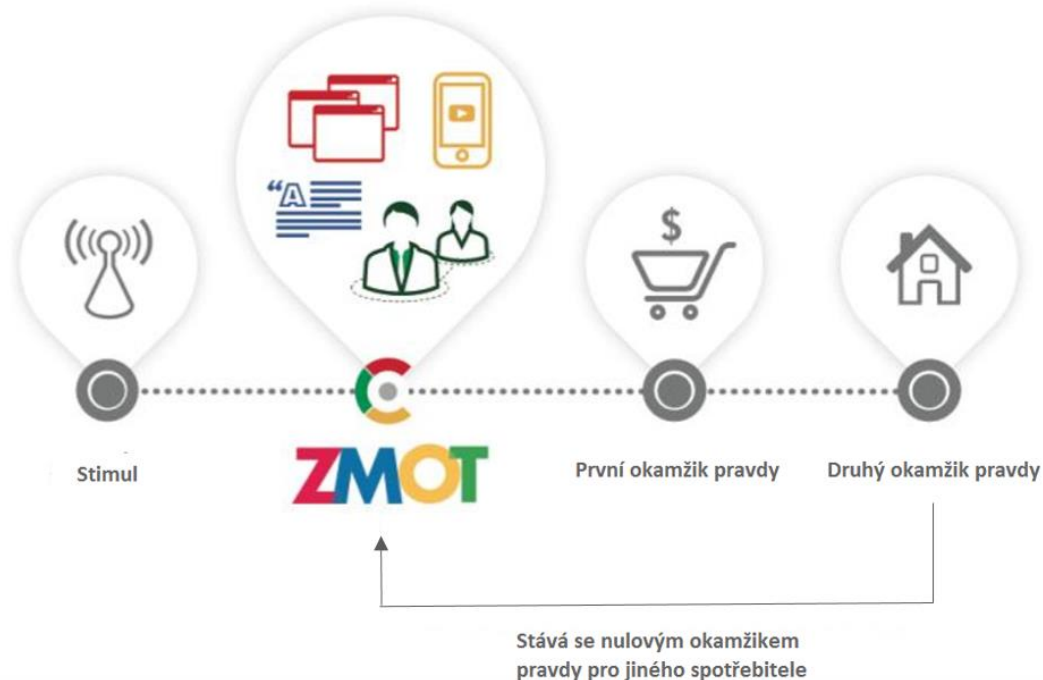 “A
$
Stimul
ZMOT
První okamžik pravdy
Druhý okamžik pravdy
Stává se nulovým okamžikem
pravdy pro jiného spotřebitele